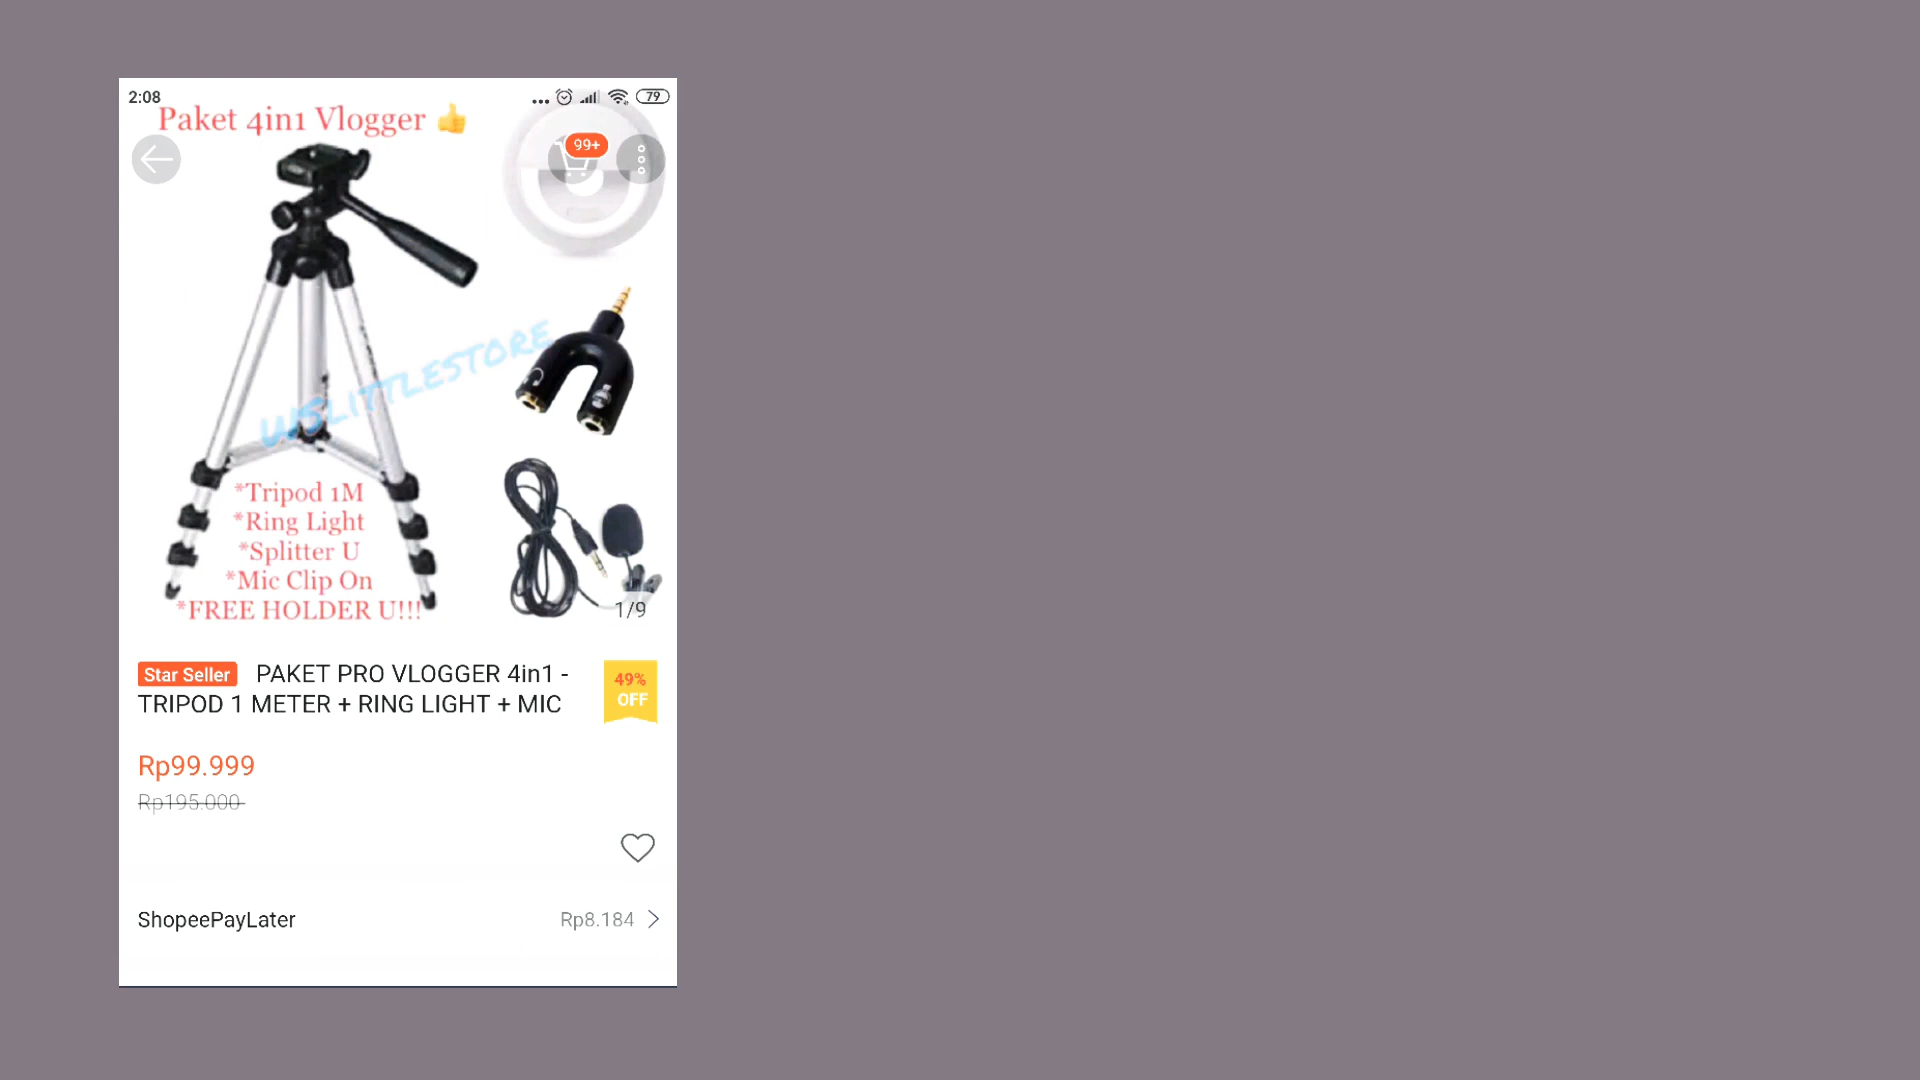 2:08
79
Paket 4in1 Vlogger 👍
99+
WSLITTLESTORE
*Tripod 1M
*Ring Light
*Splitter U
*Mic Clip On
*FREE HOLDER U!!!
1/9
Star Seller PAKET PRO VLOGGER 4in1 -
TRIPOD 1 METER + RING LIGHT + MIC
49%
OFF
Rp99.999
Rp195.000
ShopeePayLater
Rp8.184